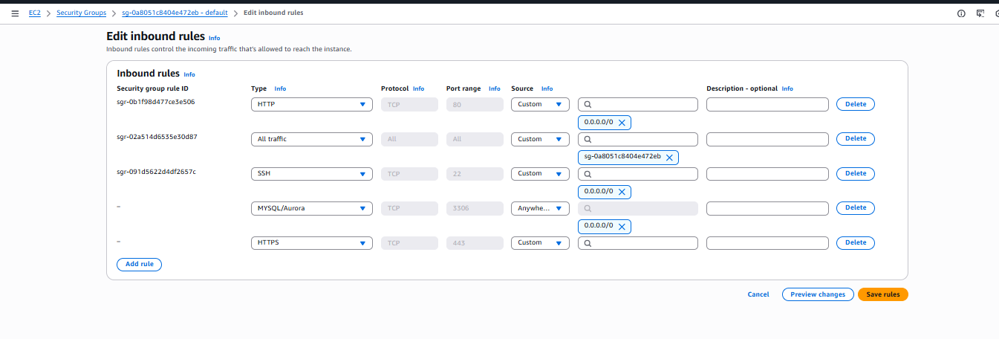 EC2 > Security Groups > sg-0a8051c8404e472eb - default > Edit inbound rules
Edit inbound rules Info
Inbound rules control the incoming traffic that's allowed to reach the instance.
Inbound rules Info
Security group rule ID Type Info Protocol Info Port range Info Source Info Description - optional Info
sgr-0b1f98d477ce3e506 HTTP TCP 80 Custom Delete
0.0.0.0/0
sgr-02a514d6535e30d87 All traffic All All Custom Delete
sg-0a8051c8404e472eb
sgr-091d5622d4df2657c SSH TCP 22 Custom Delete
0.0.0.0/0
– MYSQL/Aurora TCP 3306 Anywhe... Delete
0.0.0.0/0
– HTTPS TCP 443 Custom Delete
Add rule
Cancel Preview changes Save rules